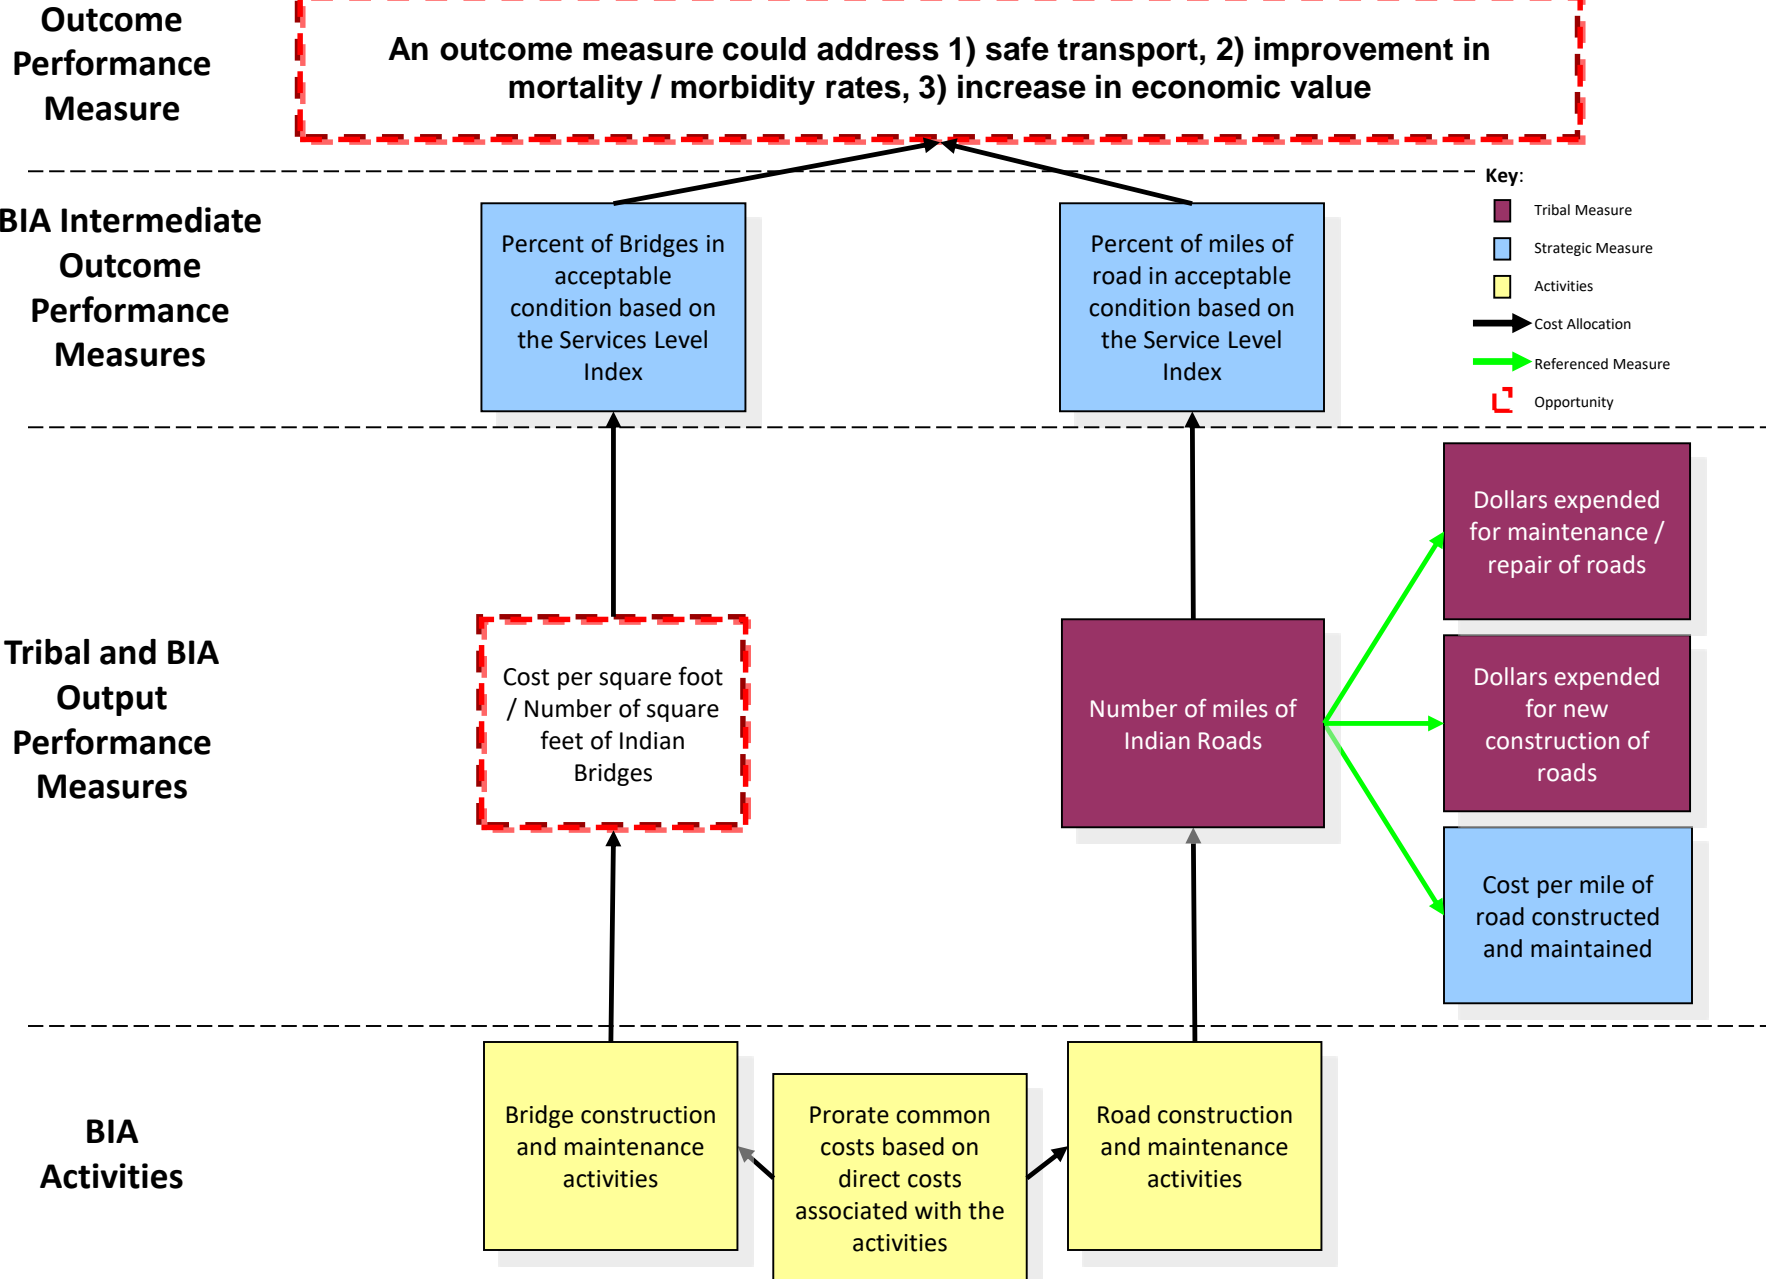 Outcome
Performance
Measure
An outcome measure could address 1) safe transport, 2) improvement in
mortality / morbidity rates, 3) increase in economic value
Key:
Tribal Measure
Strategic Measure
Activities
Cost Allocation
Referenced Measure
Opportunity
BIA Intermediate
Outcome
Performance
Measures
Percent of Bridges in
acceptable
condition based on
the Services Level
Index
Percent of miles of
road in acceptable
condition based on
the Service Level
Index
Tribal and BIA
Output
Performance
Measures
Cost per square foot
/ Number of square
feet of Indian
Bridges
Number of miles of
Indian Roads
Dollars expended
for maintenance /
repair of roads
Dollars expended
for new
construction of
roads
Cost per mile of
road constructed
and maintained
BIA
Activities
Bridge construction
and maintenance
activities
Prorate common
costs based on
direct costs
associated with the
activities
Road construction
and maintenance
activities